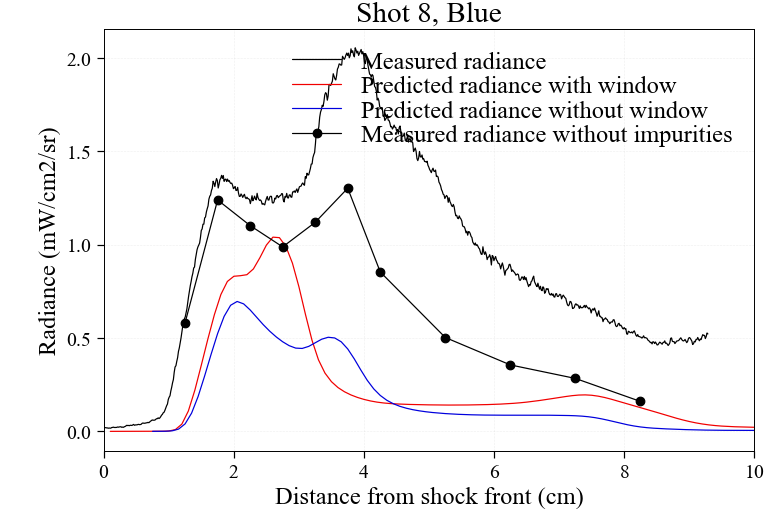 Shot 8, Blue
Measured radiance
Predicted radiance with window
Predicted radiance without window
Measured radiance without impurities
Radiance (mW/cm2/sr)
2.0
1.5
1.0
0.5
0.0
0 2 4 6 8 10
Distance from shock front (cm)